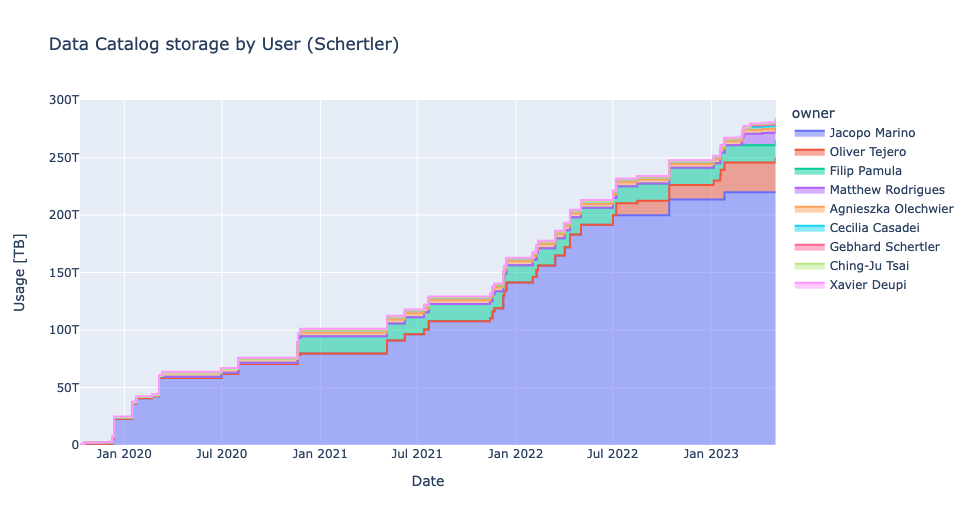 Data Catalog storage by User (Schertler)
300T
250T
200T
150T
100T
50T
0
Usage [TB]
Jan 2020
Jul 2020
Jan 2021
Jul 2021
Jan 2022
Jul 2022
Jan 2023
Date
owner
Jacopo Marino
Oliver Tejero
Filip Pamula
Matthew Rodrigues
Agnieszka Olechwier
Cecilia Casadei
Gebhard Schertler
Ching-Ju Tsai
Xavier Deupi